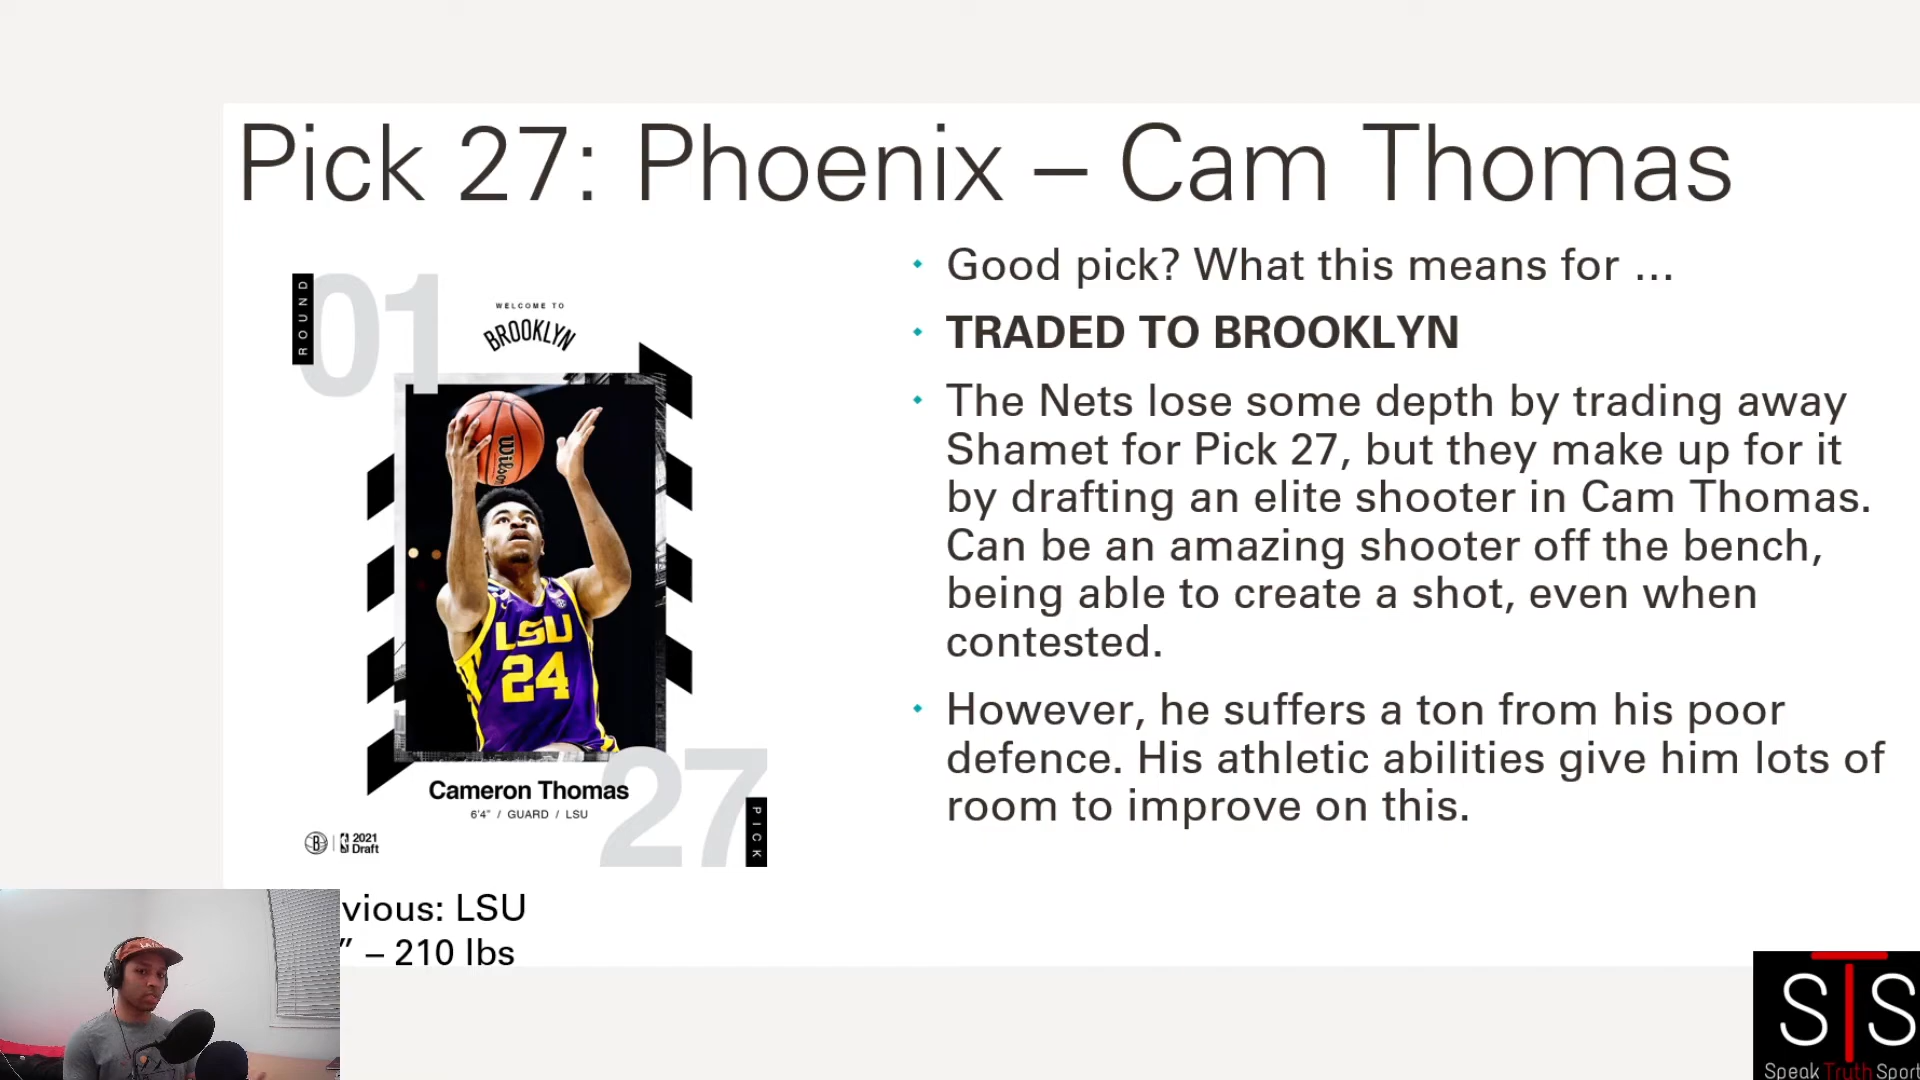 Pick 27: Phoenix – Cam Thomas
ROUND
01
WELCOME TO
BROOKLYN
Wilson
LSU
24
Cameron Thomas
6'4" / GUARD / LSU
27
PICK
B
2021
Draft
vious: LSU
” – 210 lbs
• Good pick? What this means for ...
• TRADED TO BROOKLYN
• The Nets lose some depth by trading away
Shamet for Pick 27, but they make up for it
by drafting an elite shooter in Cam Thomas.
Can be an amazing shooter off the bench,
being able to create a shot, even when
contested.
• However, he suffers a ton from his poor
defence. His athletic abilities give him lots of
room to improve on this.
STS
Speak Truth Sport